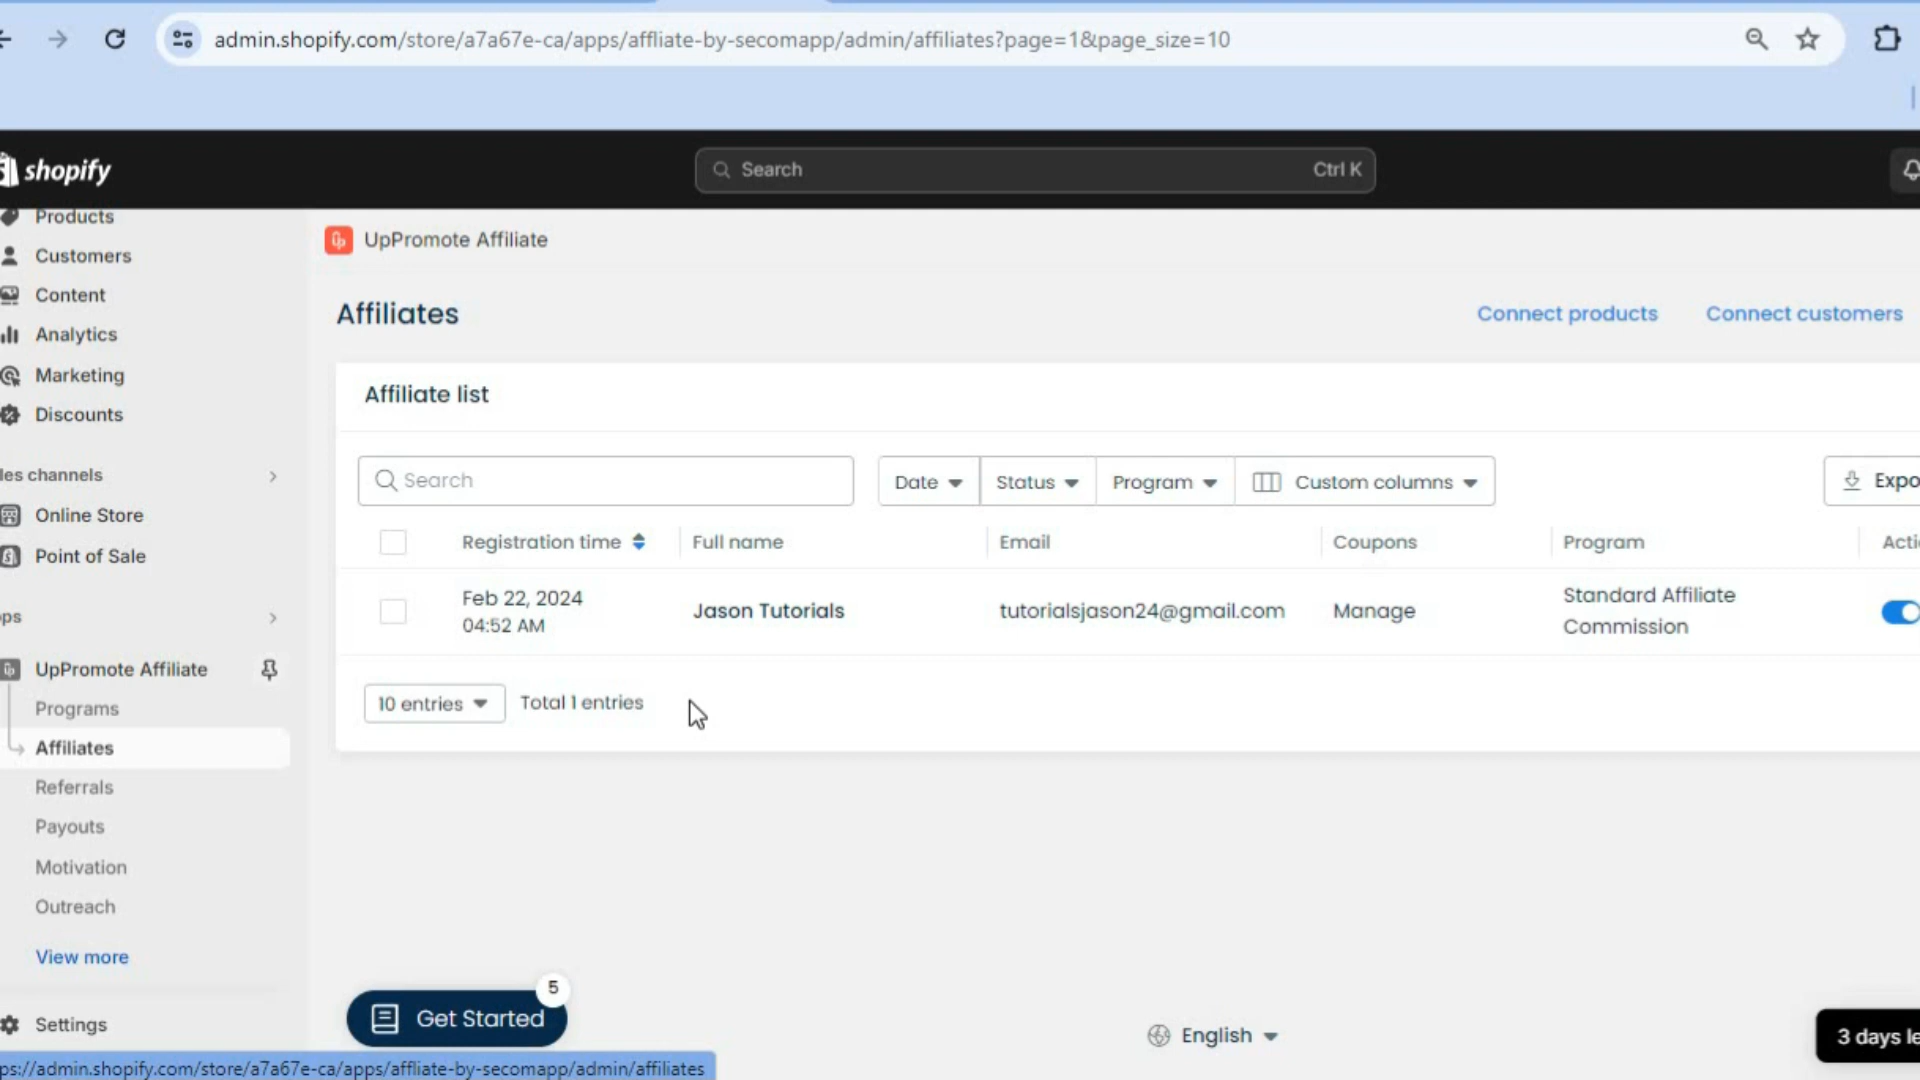 admin.shopify.com/store/a7a67e-ca/apps/affliate-by-secomapp/admin/affiliates?page=1&page_size=10
shopify
Search
Ctrl K
Products
Customers
Content
Analytics
Marketing
Discounts
les channels
Online Store
Point of Sale
ps
UpPromote Affiliate
Programs
Affiliates
Referrals
Payouts
Motivation
Outreach
View more
Settings
UpPromote Affiliate
Affiliates
Connect products
Connect customers
Affiliate list
Search
Date
Status
Program
Custom columns
Expo
Registration time
Full name
Email
Coupons
Program
Acti
Feb 22, 2024
04:52 AM
Jason Tutorials
tutorialsjason24@gmail.com
Manage
Standard Affiliate
Commission
10 entries
Total 1 entries
5
Get Started
English
3 days le
ps://admin.shopify.com/store/a7a67e-ca/apps/affliate-by-secomapp/admin/affiliates